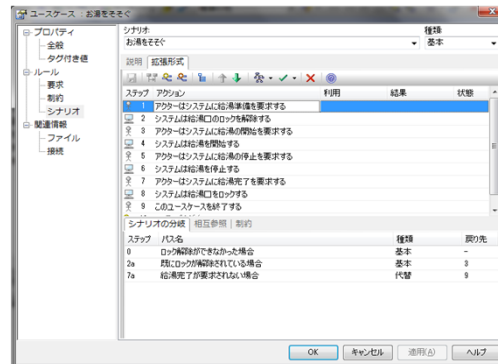 ユースケース : お湯をそそぐ
プロパティ
全般
タグ付き値
ルール
要求
制約
シナリオ
関連情報
ファイル
接続
シナリオ:
種類:
お湯をそそぐ
基本
説明 拡張形式
ステップ アクション 利用 結果 状態
1 アクターはシステムに給湯準備を要求する
2 システムは給湯口のロックを解除する
3 アクターはシステムに給湯の開始を要求する
4 システムは給湯を開始する
5 アクターはシステムに給湯の停止を要求する
6 システムは給湯を停止する
7 アクターはシステムに給湯完了を要求する
8 システムは給湯口をロックする
9 このユースケースを終了する
シナリオの分岐 相互参照 制約
ステップ パス名 種類 戻り先
0 ロック解除ができなかった場合 基本 -
2a 既にロックが解除されている場合 基本 3
7a 給湯完了が要求されない場合 代替 9
OK キャンセル 適用(A) ヘルプ